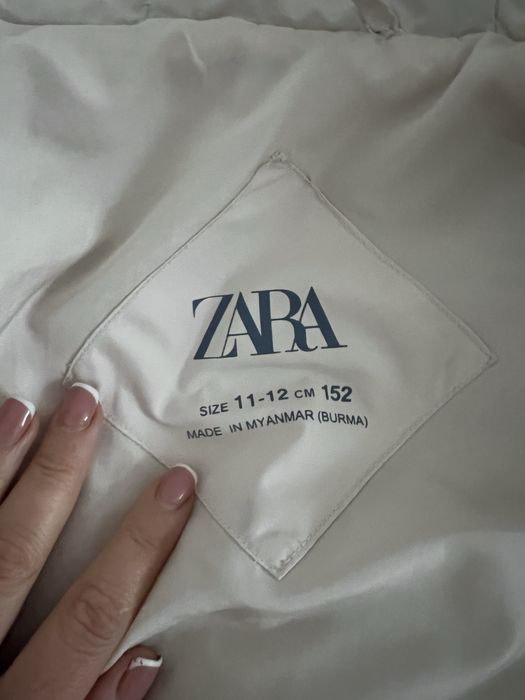 ZARA
SIZE 11-12 CM 152
MADE IN MYANMAR (BURMA)